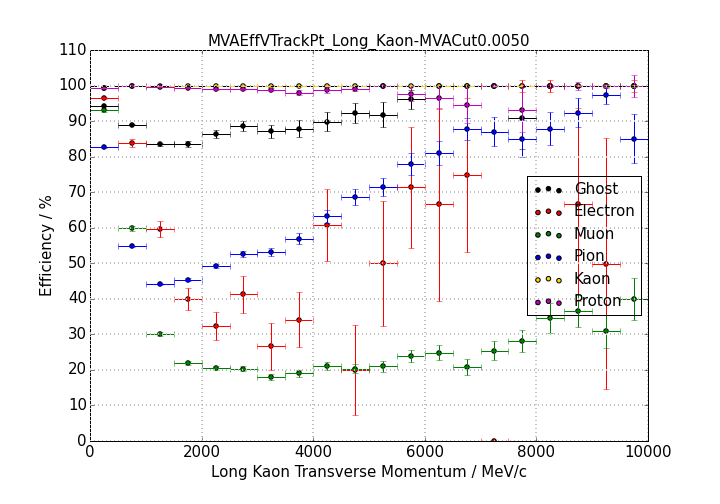 MVAEffVTrackPt_Long_Kaon-MVACut0.0050
110
100
90
80
70
60
50
40
30
20
10
0
Efficiency / %
Ghost
Electron
Muon
Pion
Kaon
Proton
0 2000 4000 6000 8000 10000
Long Kaon Transverse Momentum / MeV/c